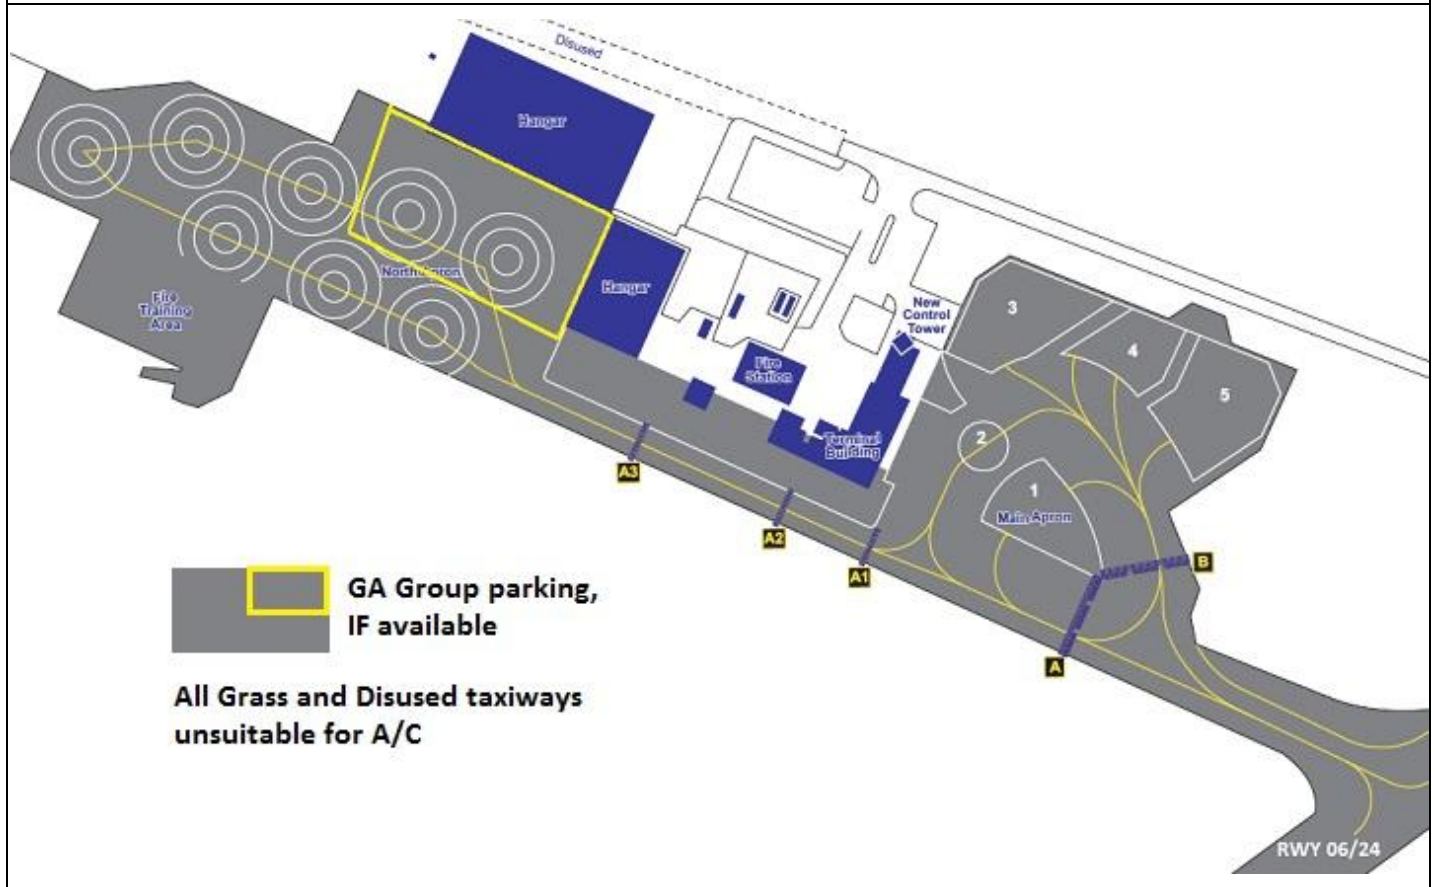 Disused
Hangar
Hangar
North Apron
Fire
Training
Area
New
Control
Tower
Fire
Station
Terminal
Building
3
4
5
2
1
Main Apron
A3
A2
A1
B
A
GA Group parking,
IF available
All Grass and Disused taxiways
unsuitable for A/C
RWY 06/24